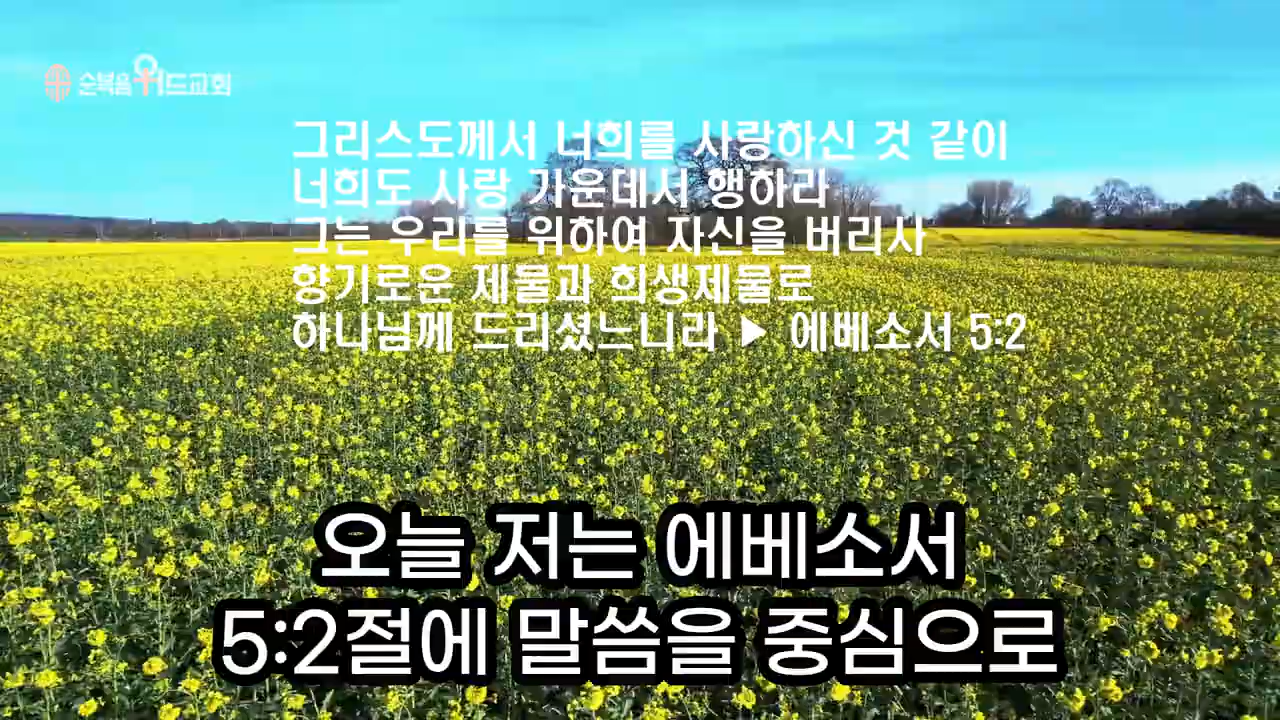 순복음워드교회
그리스도께서 너희를 사랑하신 것 같이
너희도 사랑 가운데서 행하라
그는 우리를 위하여 자신을 버리사
향기로운 제물과 희생제물로
하나님께 드리셨느니라 ▶ 에베소서 5:2
오늘 저는 에베소서
5:2절에 말씀을 중심으로